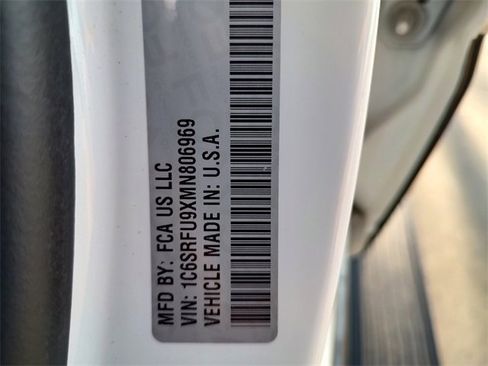 MFD BY: FCA US LLC
VIN: 1C6SRFU9XMN806969
VEHICLE MADE IN: U.S.A.